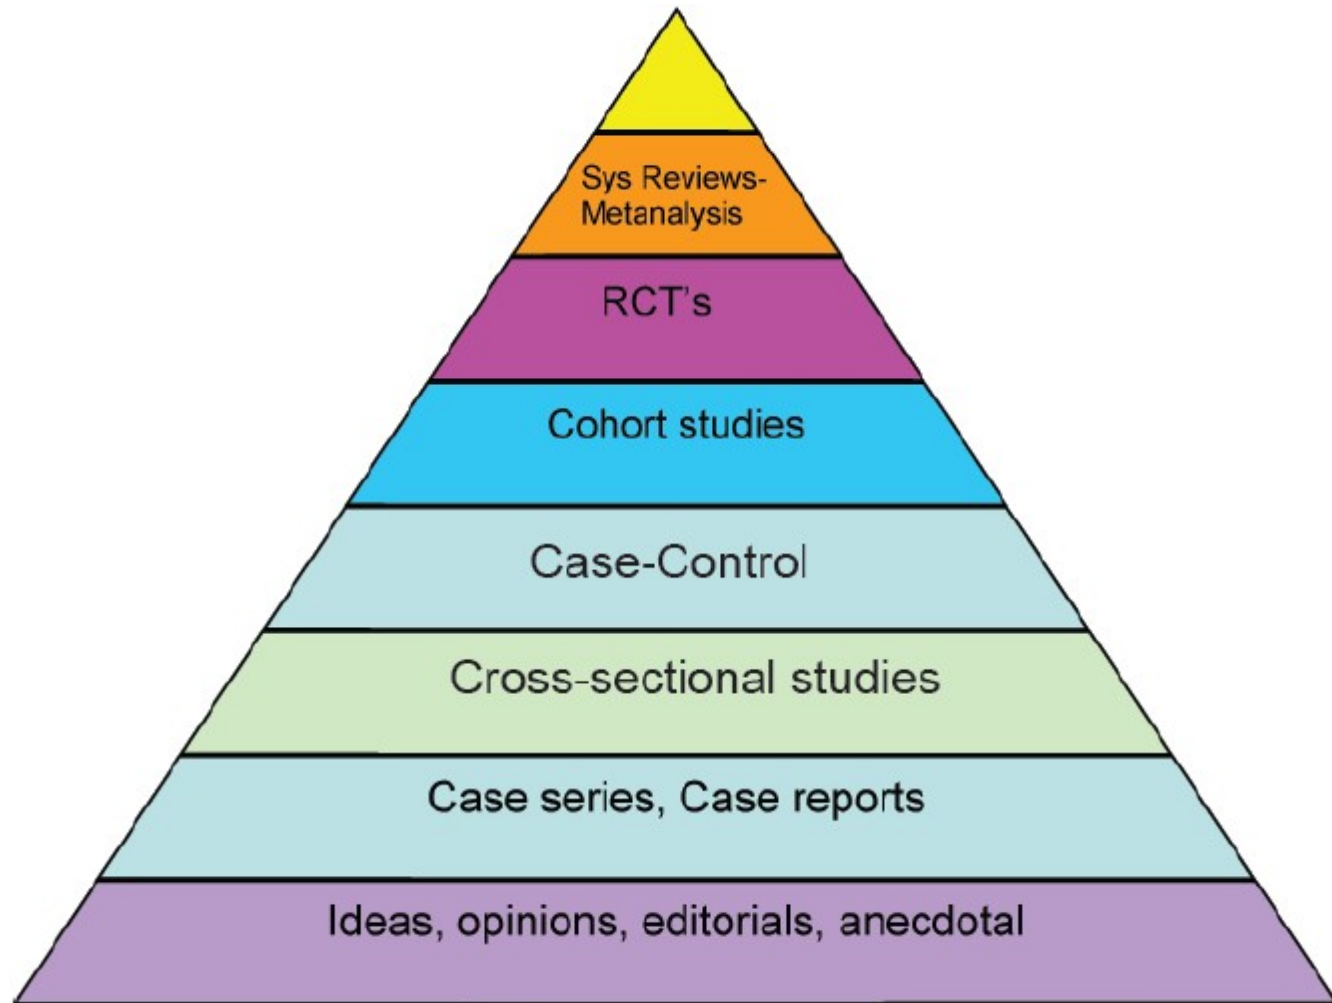 Sys Reviews-
Metanalysis
RCT's
Cohort studies
Case-Control
Cross-sectional studies
Case series, Case reports
Ideas, opinions, editorials, anecdotal